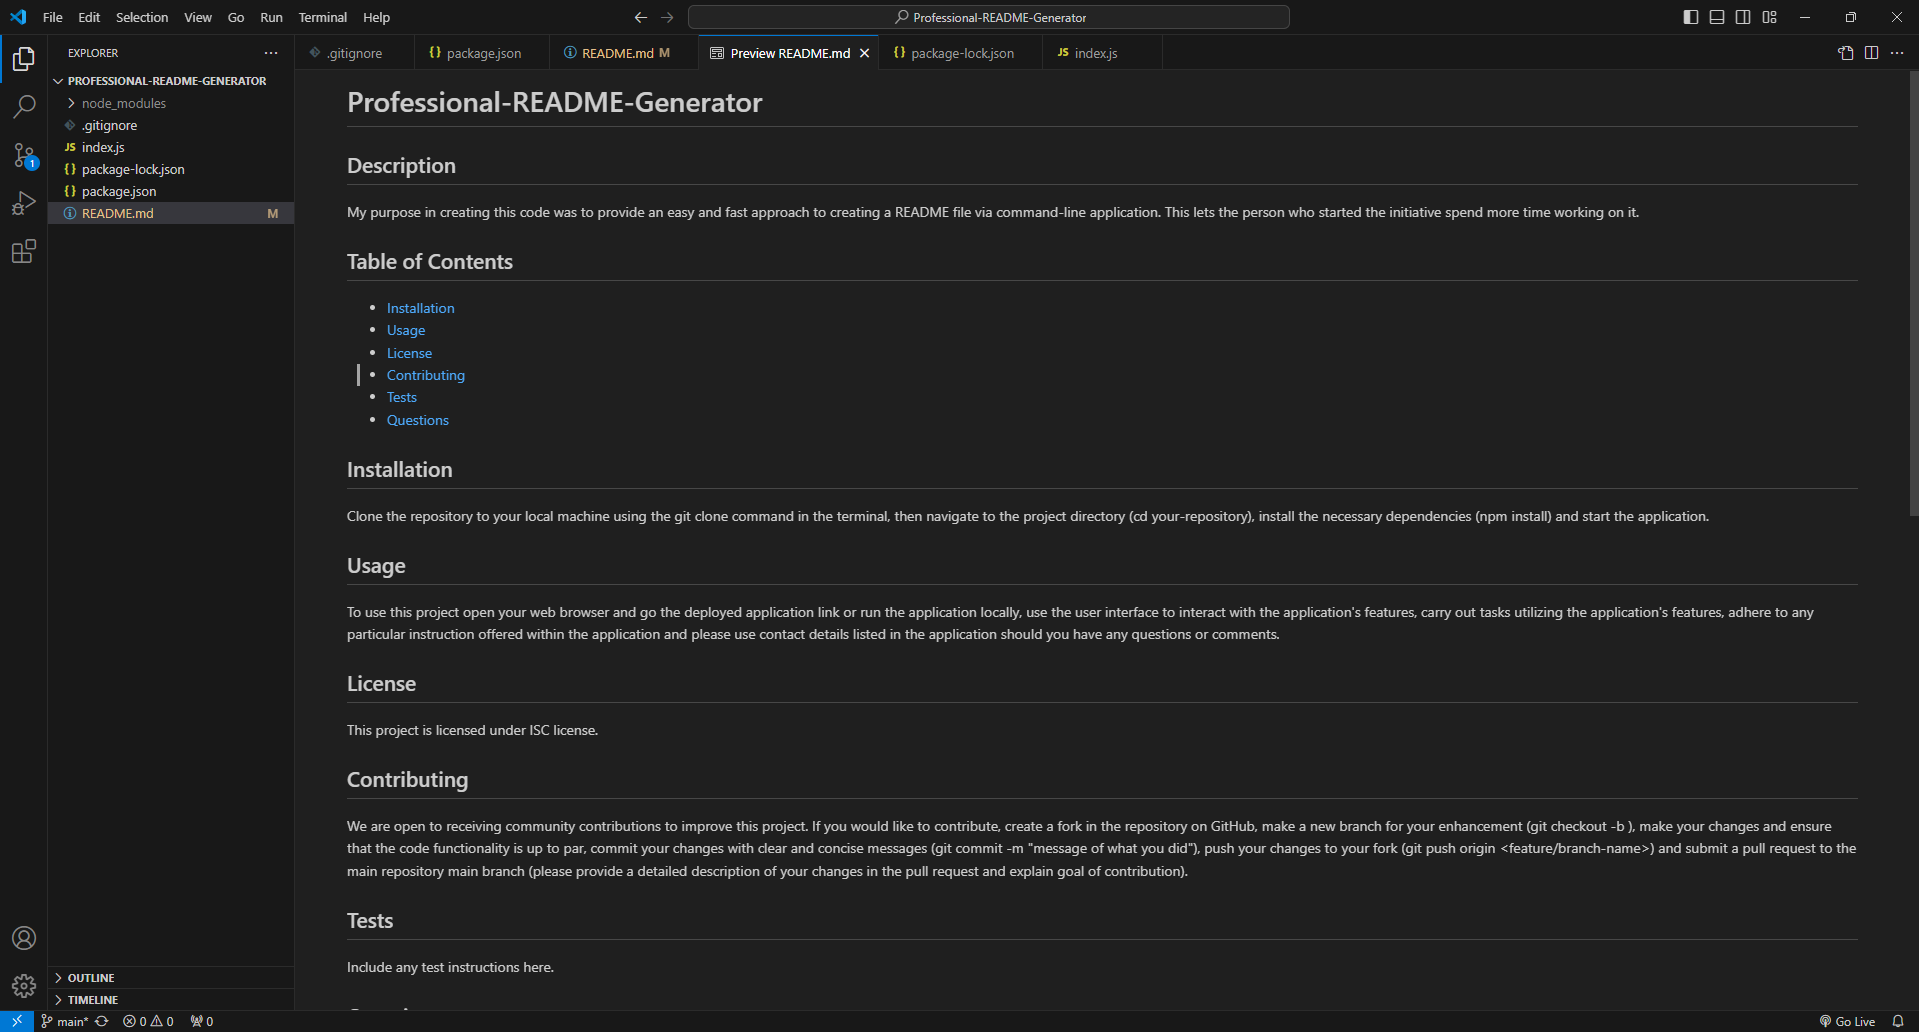 File Edit Selection View Go Run Terminal Help
Professional-README-Generator
EXPLORER
.gitignore
package.json
README.md M
Preview README.md
package-lock.json
JS index.js
PROFESSIONAL-README-GENERATOR
node_modules
.gitignore
JS index.js
package-lock.json
package.json
README.md M
1
Professional-README-Generator
Description
My purpose in creating this code was to provide an easy and fast approach to creating a README file via command-line application. This lets the person who started the initiative spend more time working on it.
Table of Contents
Installation
Usage
License
Contributing
Tests
Questions
Installation
Clone the repository to your local machine using the git clone command in the terminal, then navigate to the project directory (cd your-repository), install the necessary dependencies (npm install) and start the application.
Usage
To use this project open your web browser and go the deployed application link or run the application locally, use the user interface to interact with the application's features, carry out tasks utilizing the application's features, adhere to any
particular instruction offered within the application and please use contact details listed in the application should you have any questions or comments.
License
This project is licensed under ISC license.
Contributing
We are open to receiving community contributions to improve this project. If you would like to contribute, create a fork in the repository on GitHub, make a new branch for your enhancement (git checkout -b ), make your changes and ensure
that the code functionality is up to par, commit your changes with clear and concise messages (git commit -m "message of what you did"), push your changes to your fork (git push origin <feature/branch-name>) and submit a pull request to the
main repository main branch (please provide a detailed description of your changes in the pull request and explain goal of contribution).
Tests
Include any test instructions here.
OUTLINE
TIMELINE
main* 0 0 0
Go Live